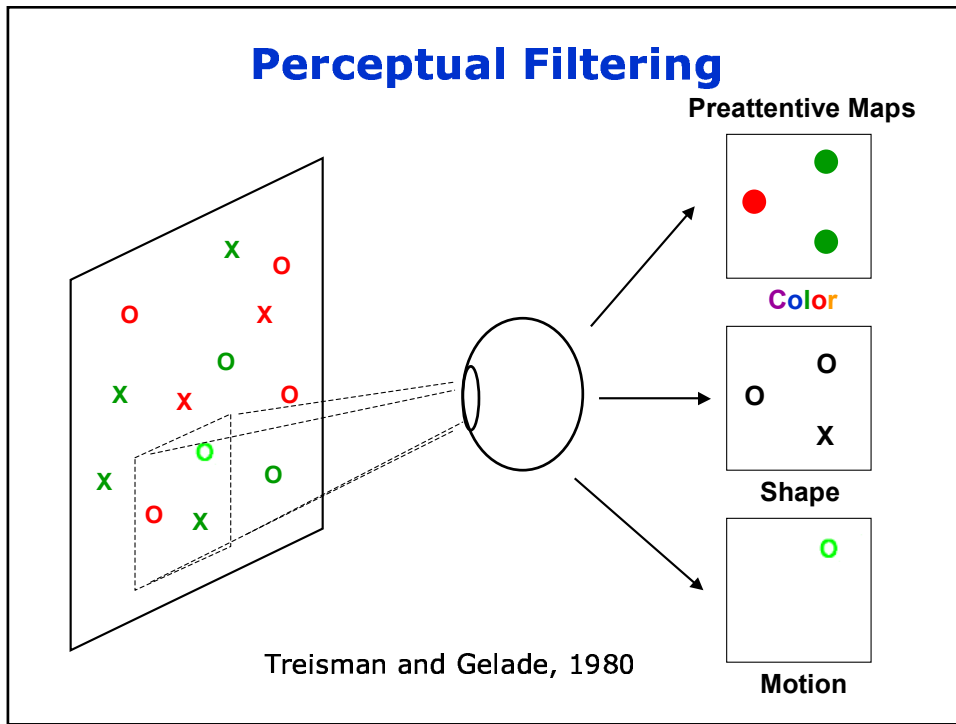 Perceptual Filtering
Preattentive Maps
X
O
O
X
O
X
X
O
O
X
O
O
X
Color
O
O
X
Shape
O
Motion
Treisman and Gelade, 1980